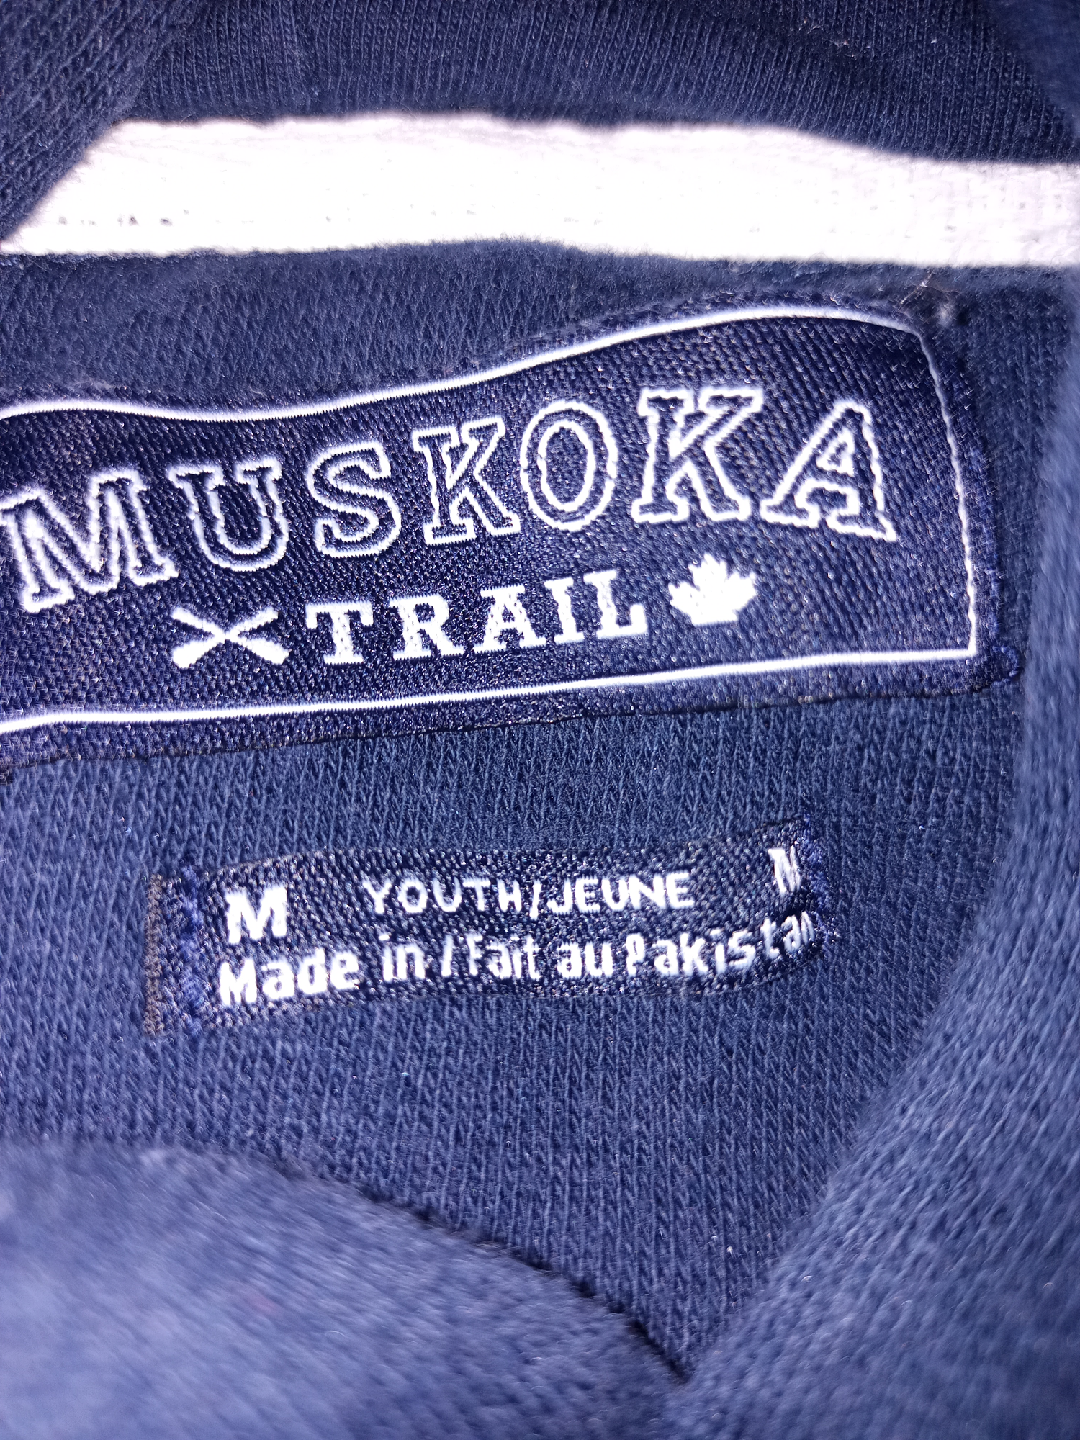 MUSKOKA
TRAIL
M YOUTH/JEUNE M
Made in/Fait au Pakistan